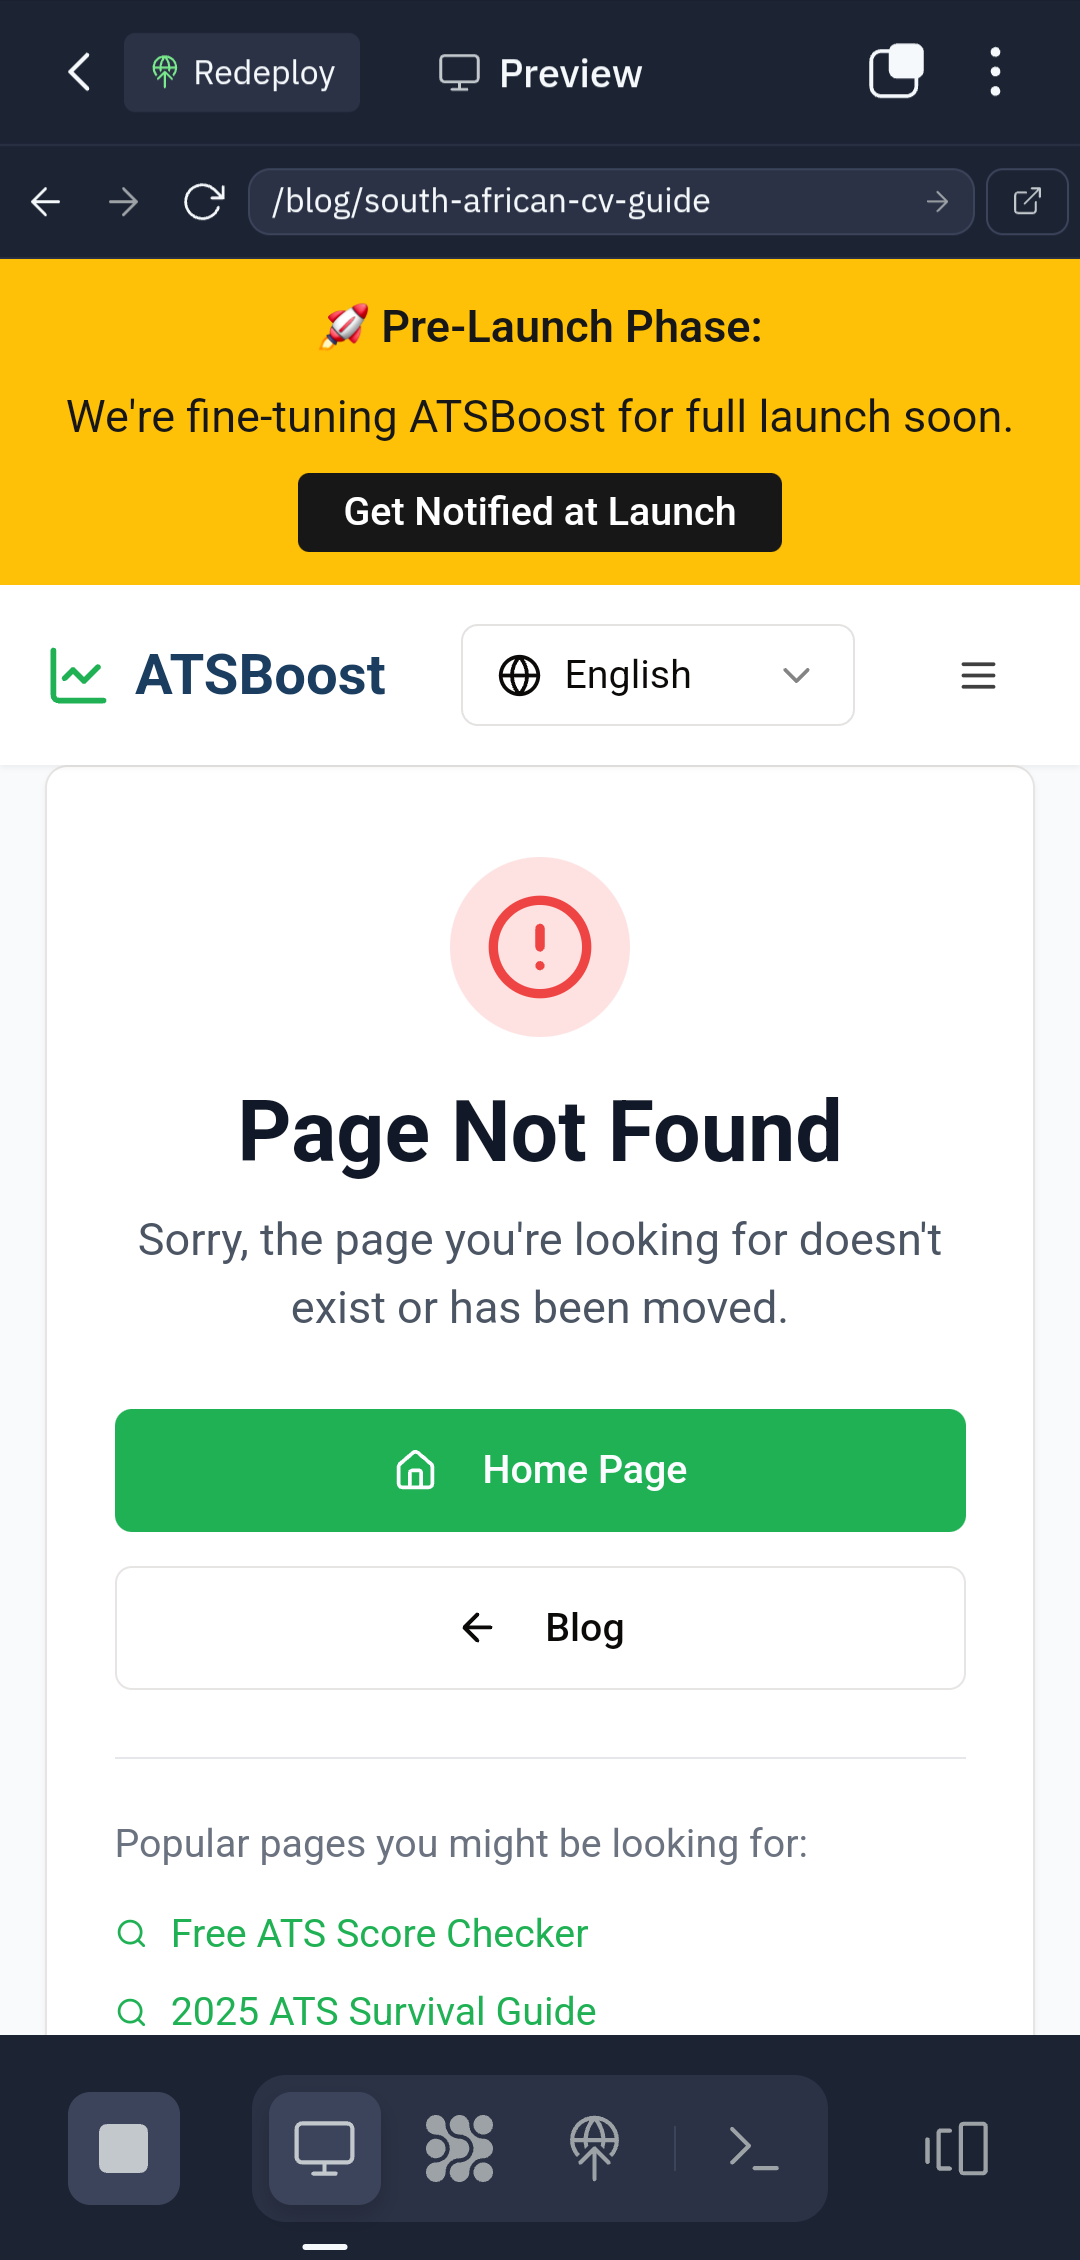 Redeploy
Preview
/blog/south-african-cv-guide
🚀 Pre-Launch Phase:
We're fine-tuning ATSBoost for full launch soon.
Get Notified at Launch
ATSBoost
English
Page Not Found
Sorry, the page you're looking for doesn't
exist or has been moved.
Home Page
Blog
Popular pages you might be looking for:
Free ATS Score Checker
2025 ATS Survival Guide